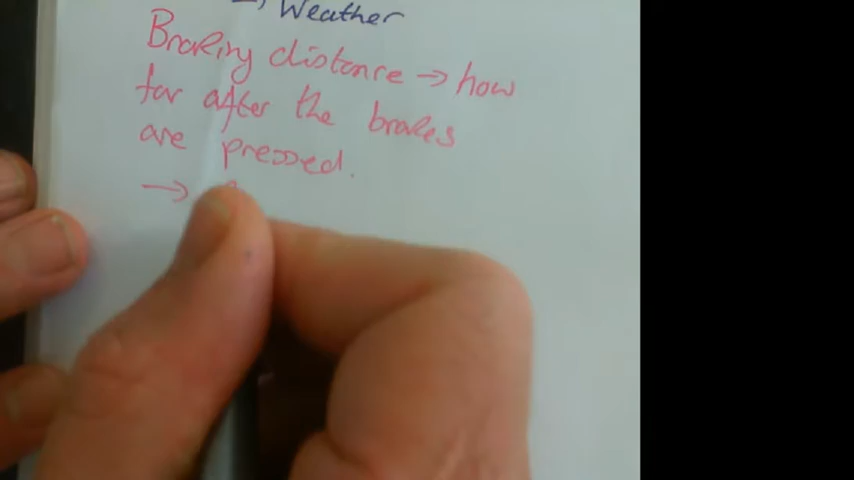 → Weather
Braking distance → how
far after the brakes
are pressed.
→